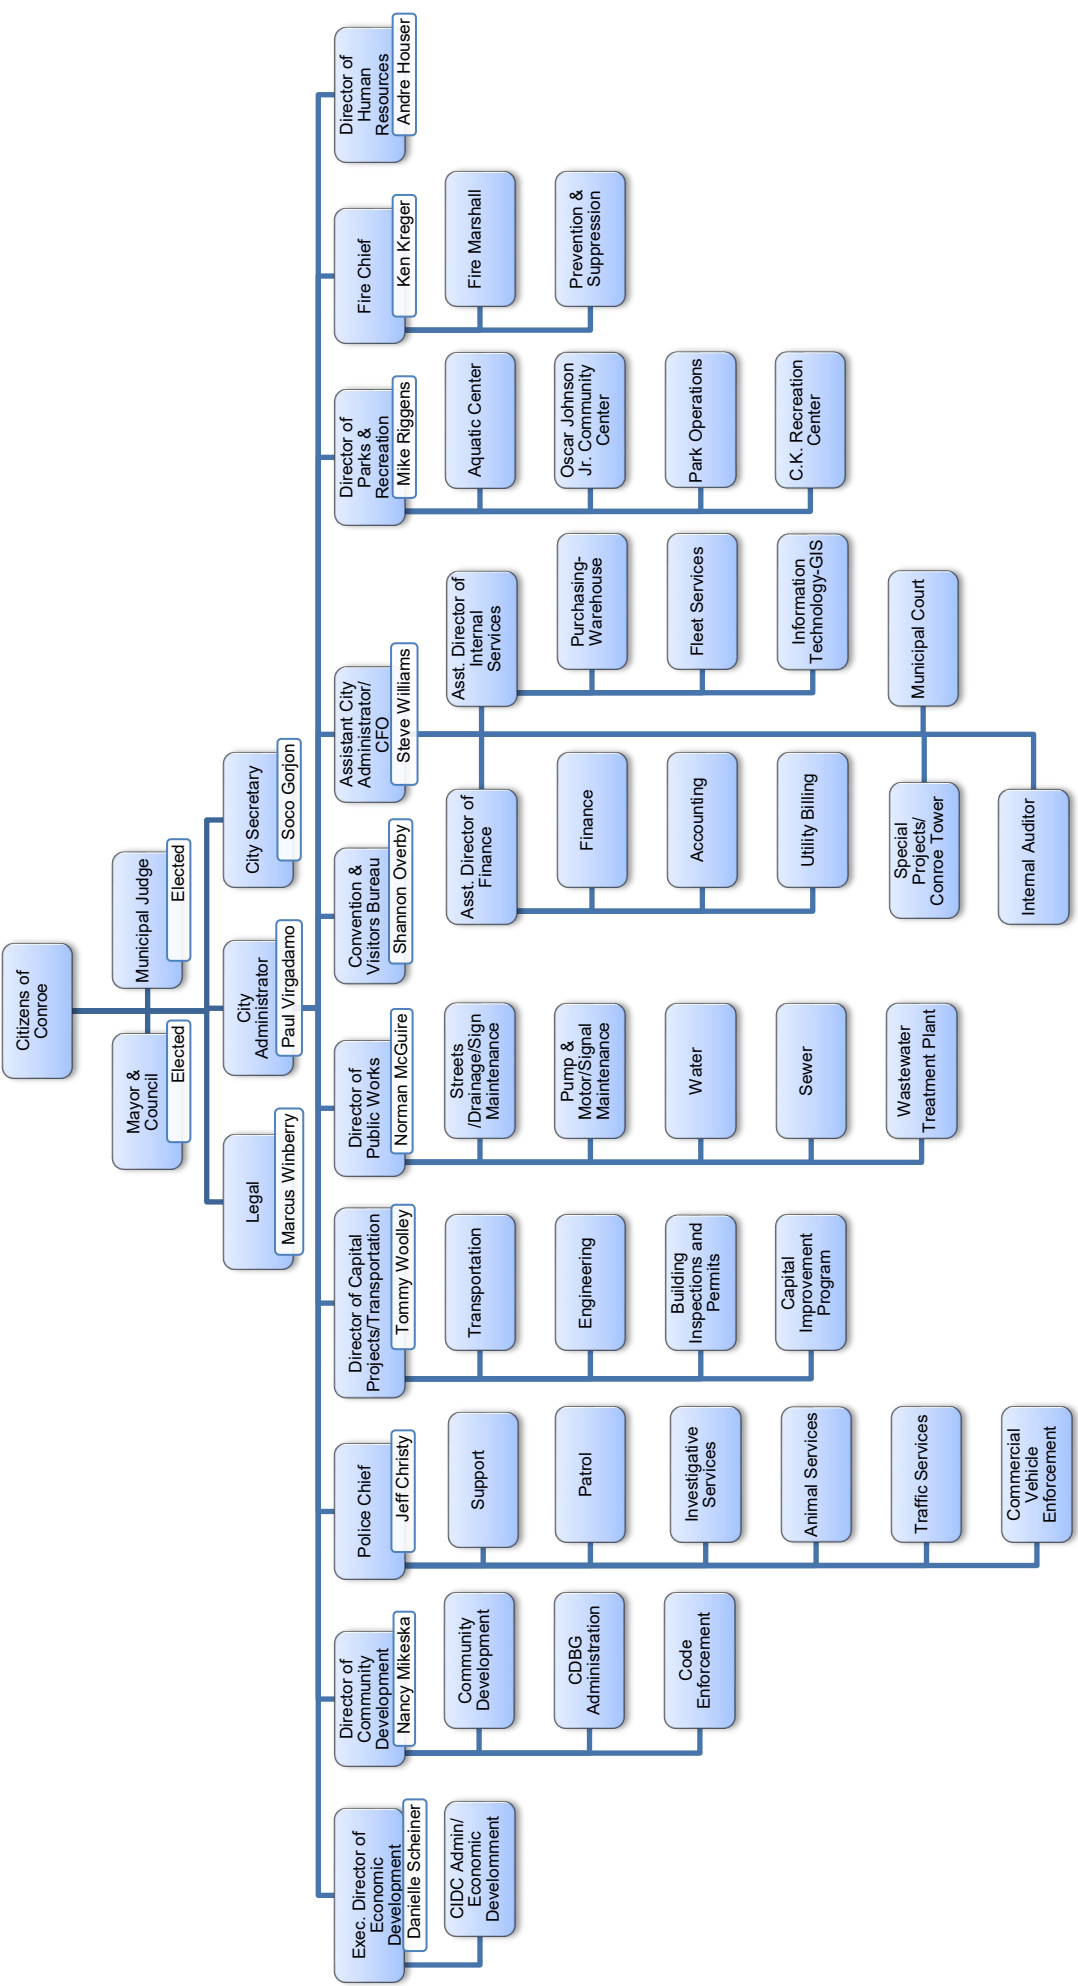 Citizens of
Conroe
Mayor &
Council
Elected
Municipal Judge
Elected
Legal
Marcus Winberry
City
Administrator
Paul Virgadamo
City Secretary
Soco Gorjon
Exec. Director of
Economic
Development
Danielle Scheiner
CIDC Admin/
Economic
Develomment
Director of
Community
Development
Nancy Mikeska
Community
Development
CDBG
Administration
Code
Enforcement
Police Chief
Jeff Christy
Support
Patrol
Investigative
Services
Animal Services
Traffic Services
Commercial
Vehicle
Enforcement
Director of Capital
Projects/Transportation
Tommy Woolley
Transportation
Engineering
Building
Inspections and
Permits
Capital
Improvement
Program
Director of
Public Works
Norman McGuire
Streets
/Drainage/Sign
Maintenance
Pump &
Motor/Signal
Maintenance
Water
Sewer
Wastewater
Treatment Plant
Convention &
Visitors Bureau
Shannon Overby
Assistant City
Administrator/
CFO
Steve Williams
Asst. Director of
Finance
Finance
Accounting
Utility Billing
Asst. Director of
Internal
Services
Purchasing-
Warehouse
Fleet Services
Information
Technology-GIS
Special
Projects/
Conroe Tower
Municipal Court
Internal Auditor
Director of
Parks &
Recreation
Mike Riggens
Aquatic Center
Oscar Johnson
Jr. Community
Center
Park Operations
C.K. Recreation
Center
Fire Chief
Ken Kreger
Fire Marshall
Prevention &
Suppression
Director of
Human
Resources
Andre Houser